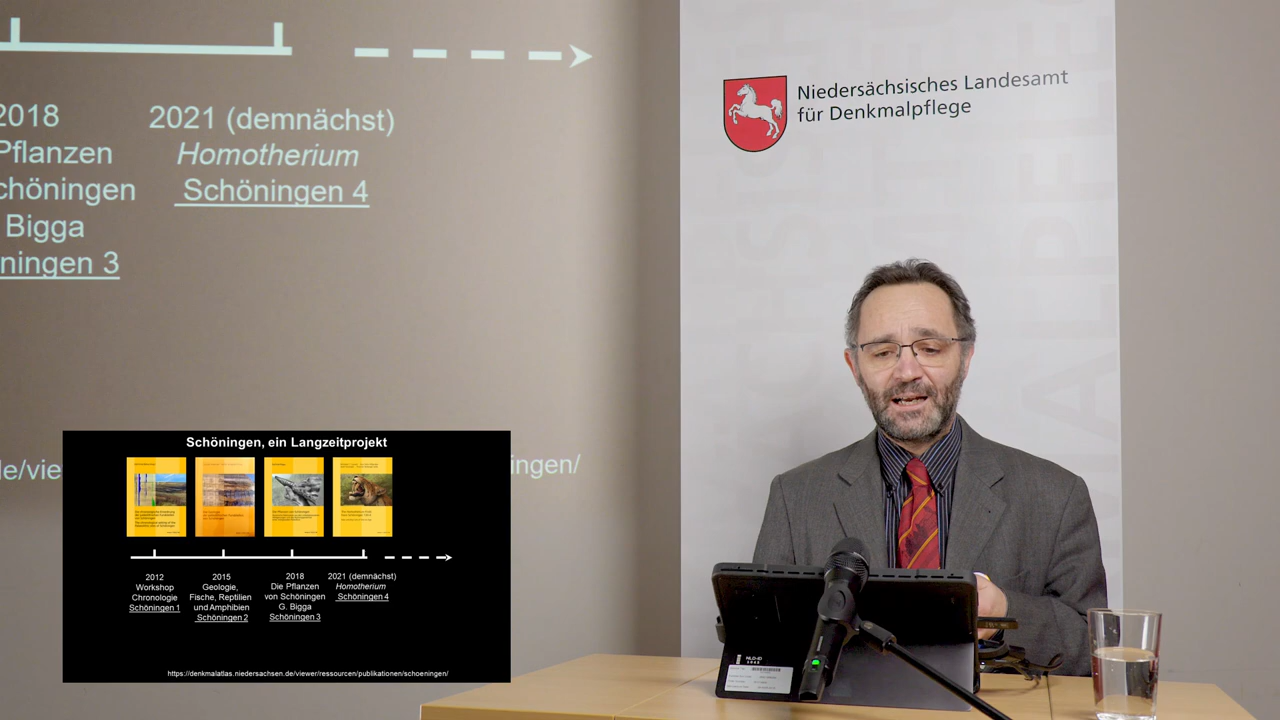 2018
Pflanzen
chöningen
Bigga
ningen 3
2021 (demnächst)
Homotherium
Schöningen 4
Niedersächsisches Landesamt
für Denkmalpflege
ingen/
Schöningen, ein Langzeitprojekt
2012
Workshop
Chronologie
Schöningen 1
2015
Geologie,
Fische, Reptilien
und Amphibien
Schöningen 2
2018
Die Pflanzen
von Schöningen
G. Bigga
Schöningen 3
2021 (demnächst)
Homotherium
Schöningen 4
https://denkmalatlas.niedersachsen.de/viewer/ressourcen/publikationen/schoeningen/
NLD-ID